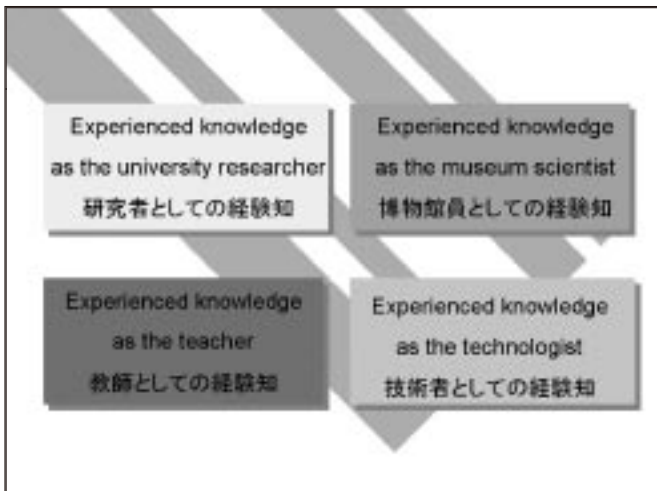 Experienced knowledge
as the university researcher
研究者としての経験知
Experienced knowledge
as the museum scientist
博物館員としての経験知
Experienced knowledge
as the teacher
教師としての経験知
Experienced knowledge
as the technologist
技術者としての経験知